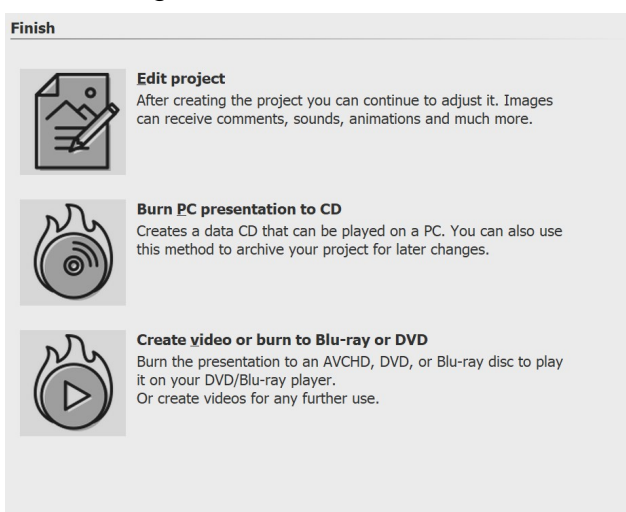 Finish
Edit project
After creating the project you can continue to adjust it. Images
can receive comments, sounds, animations and much more.
Burn PC presentation to CD
Creates a data CD that can be played on a PC. You can also use
this method to archive your project for later changes.
Create video or burn to Blu-ray or DVD
Burn the presentation to an AVCHD, DVD, or Blu-ray disc to play
it on your DVD/Blu-ray player.
Or create videos for any further use.